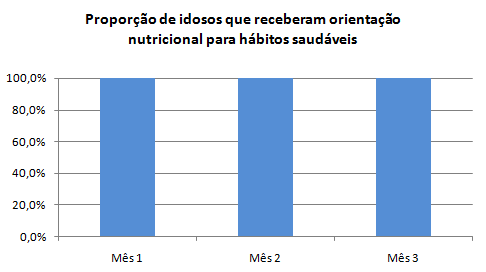 Proporção de idosos que receberam orientação
nutricional para hábitos saudáveis
100,0%
80,0%
60,0%
40,0%
20,0%
0,0%
Mês 1 Mês 2 Mês 3